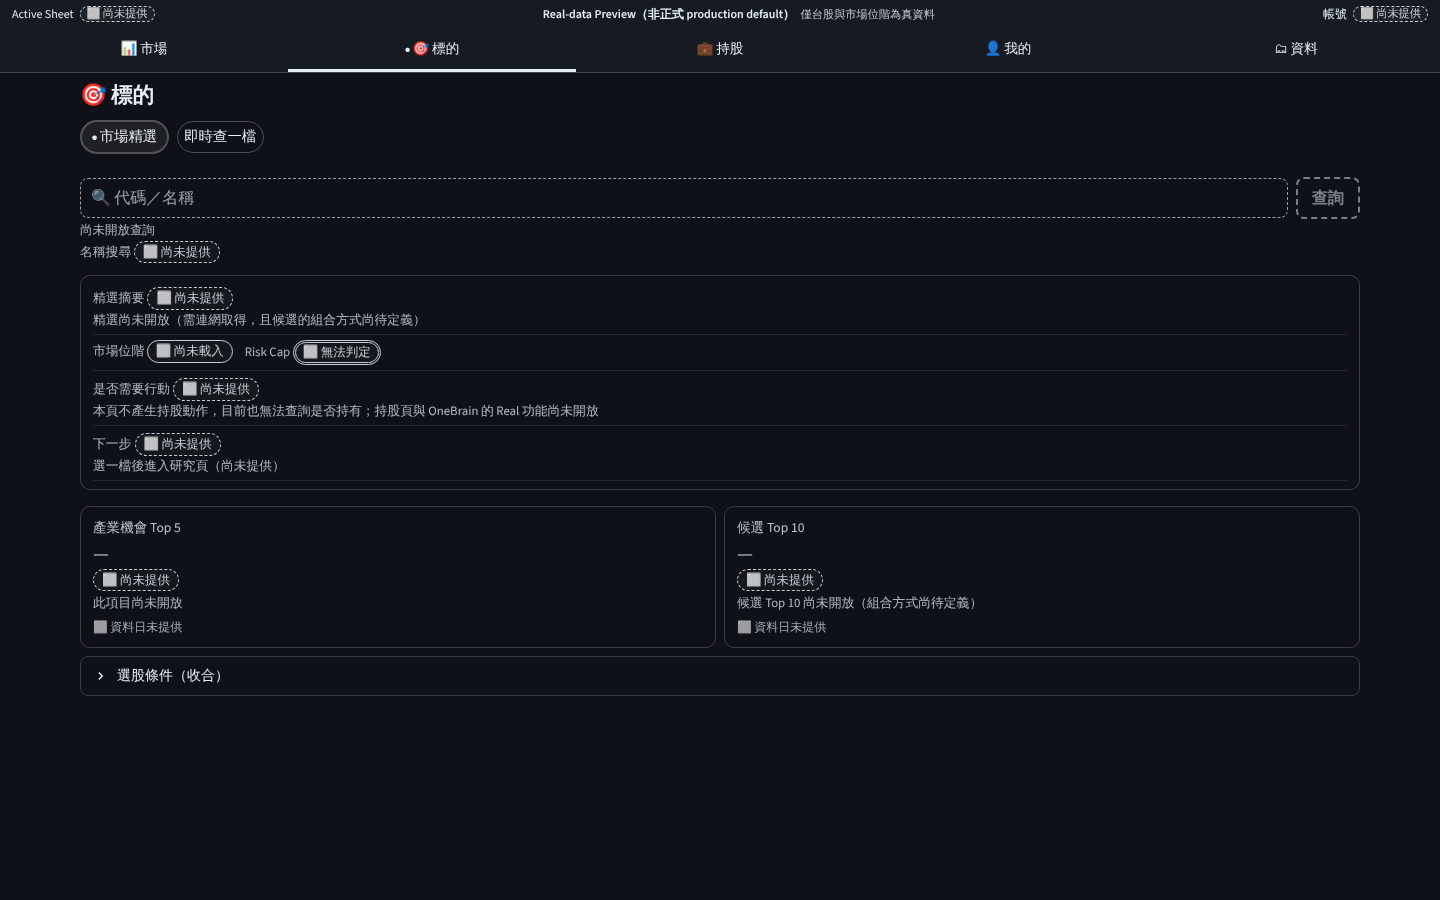 Active Sheet ⬜ 尚未提供
Real-data Preview（非正式 production default） 僅台股與市場位階為真資料
帳號 ⬜ 尚未提供
📊 市場
● 🎯 標的
💼 持股
👤 我的
🗂 資料
🎯 標的
● 市場精選
即時查一檔
🔍 代碼／名稱
查詢
尚未開放查詢
名稱搜尋 ⬜ 尚未提供
精選摘要 ⬜ 尚未提供
精選尚未開放（需連網取得，且候選的組合方式尚待定義）
市場位階 ⬜ 尚未載入 Risk Cap ⬜ 無法判定
是否需要行動 ⬜ 尚未提供
本頁不產生持股動作，目前也無法查詢是否持有；持股頁與 OneBrain 的 Real 功能尚未開放
下一步 ⬜ 尚未提供
選一檔後進入研究頁（尚未提供）
產業機會 Top 5
—
⬜ 尚未提供
此項目尚未開放
⬜ 資料日未提供
候選 Top 10
—
⬜ 尚未提供
候選 Top 10 尚未開放（組合方式尚待定義）
⬜ 資料日未提供
選股條件（收合）